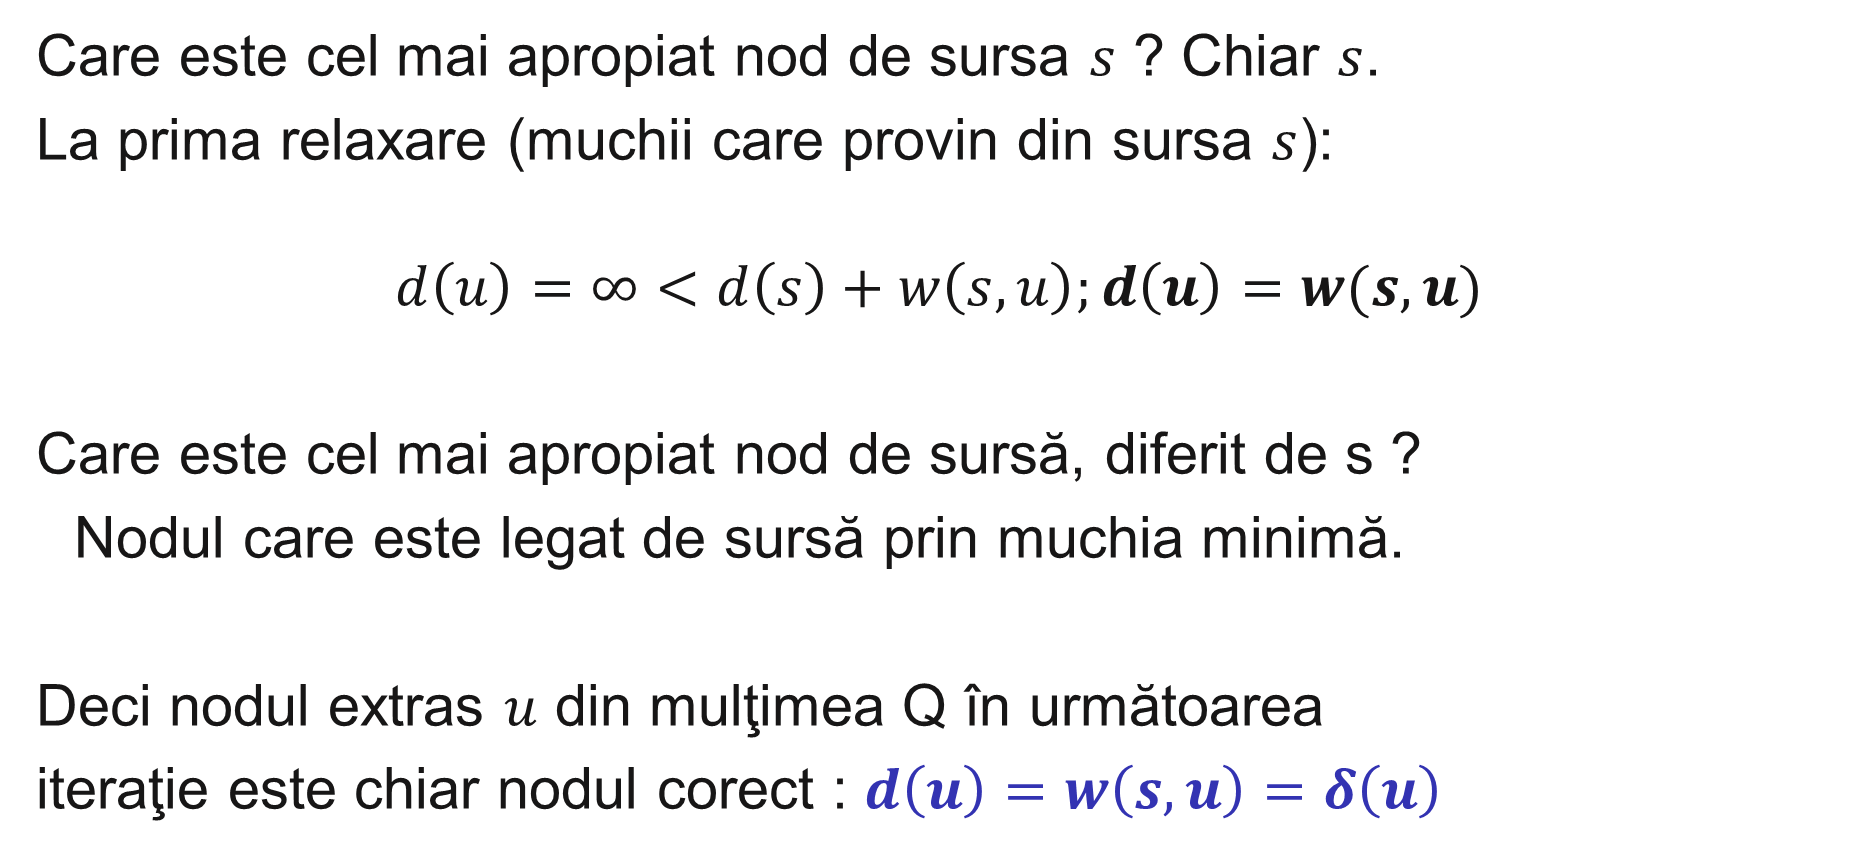 Care este cel mai apropiat nod de sursa s ? Chiar s.
La prima relaxare (muchii care provin din sursa s):
d(u) = ∞ < d(s) + w(s, u); d(u) = w(s, u)
Care este cel mai apropiat nod de sursă, diferit de s ?
Nodul care este legat de sursă prin muchia minimă.
Deci nodul extras u din mulţimea Q în următoarea
iteraţie este chiar nodul corect : d(u) = w(s, u) = δ(u)